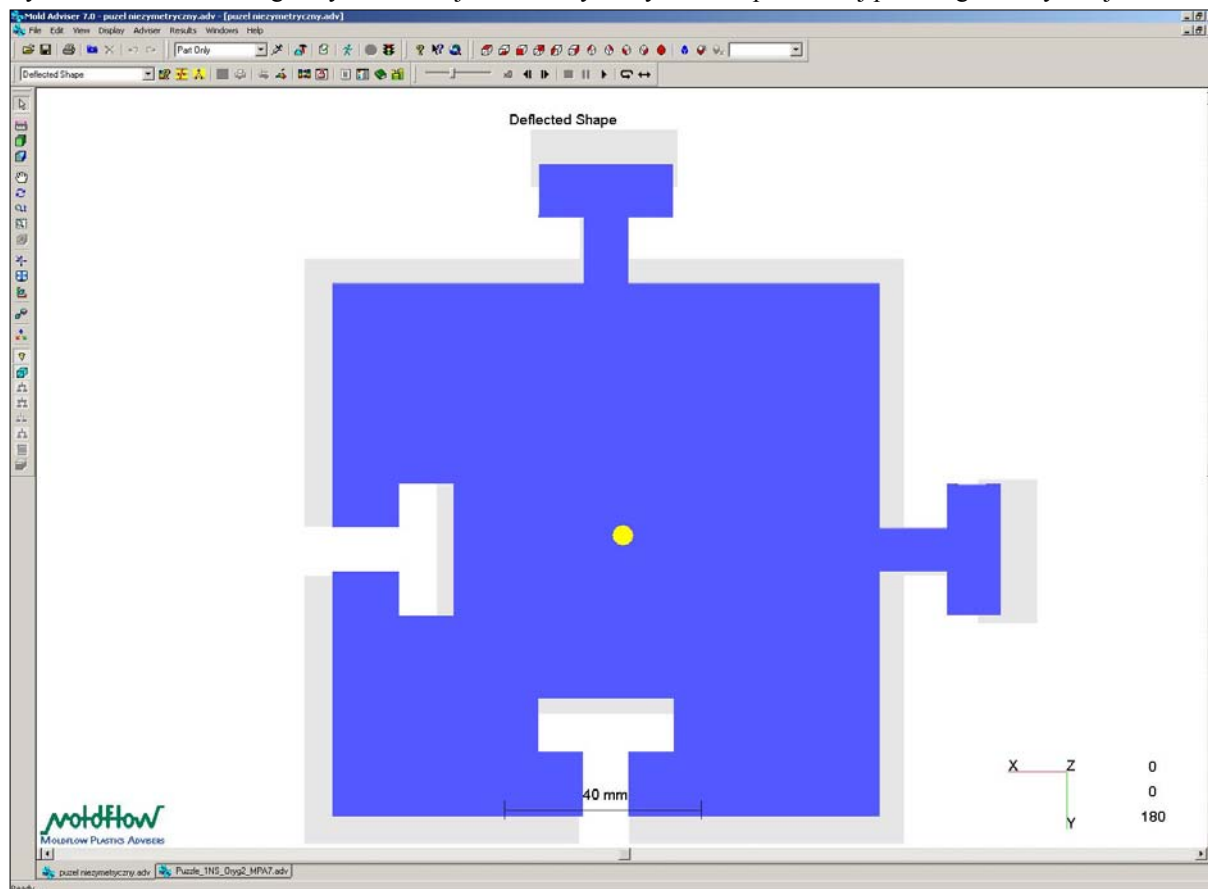 Mold Adviser 7.0 - puzel niezymetryczny.adv - [puzel niezymetryczny.adv]
File Edit View Display Adviser Results Windows Help
Part Only
Deflected Shape
Deflected Shape
40 mm
X Z 0
0
Y 180
moldflow
MOLDFLOW PLASTICS ADVISERS
puzel niezymetryczny.adv Puzzle_1NS_Oryg2_MPA7.adv
Ready